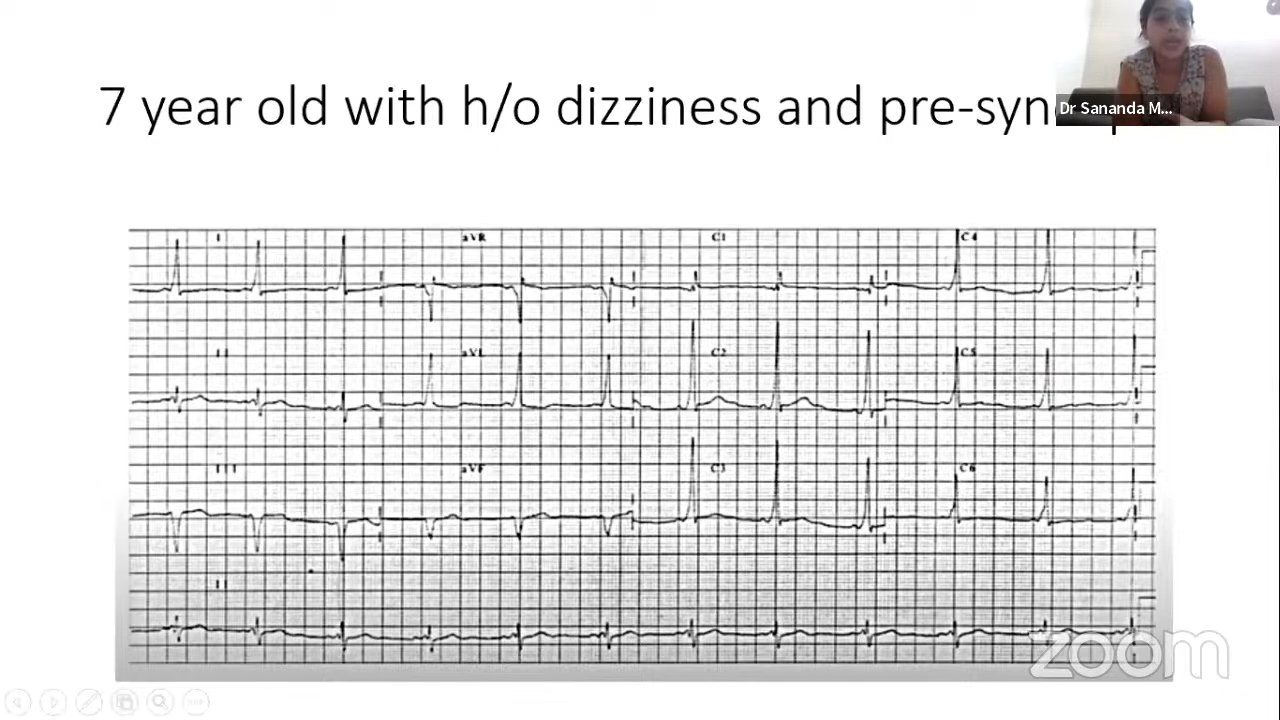 7 year old with h/o dizziness and pre-syn
Dr Sananda M...
I aVR C1 C4
II aVL C2 C5
III aVF C3 C6
II
zoom